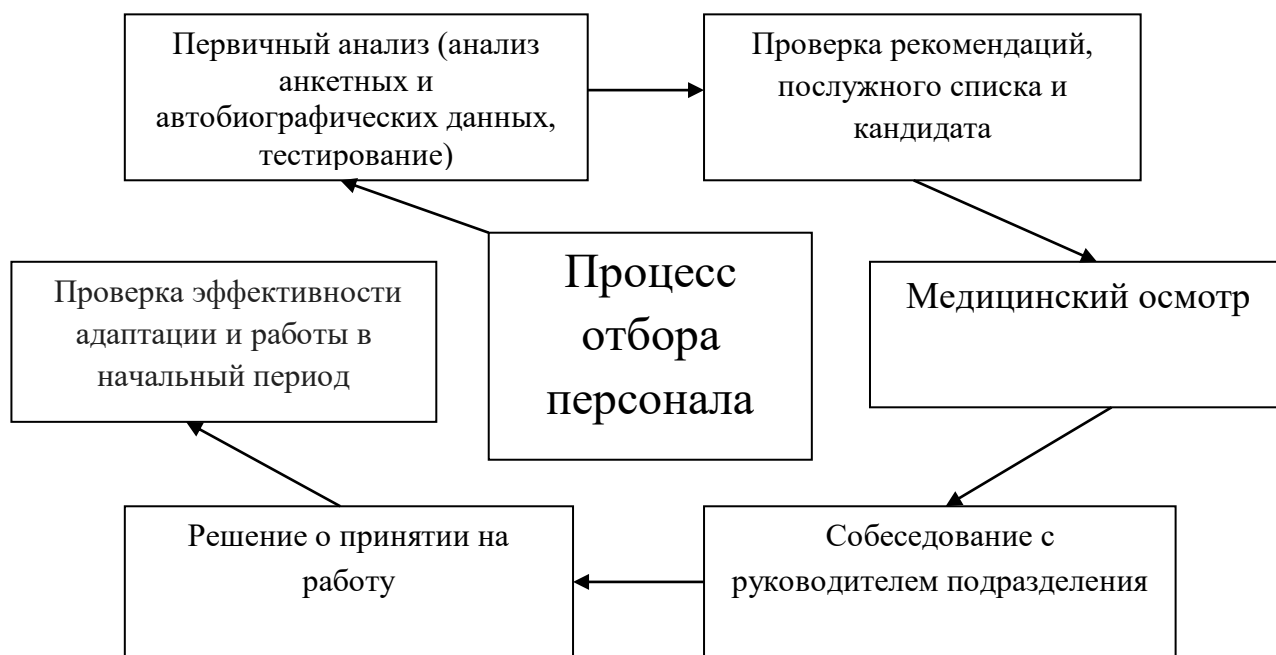 Первичный анализ (анализ
анкетных и
автобиографических данных,
тестирование)
Проверка рекомендаций,
послужного списка и
кандидата
Процесс
отбора
персонала
Проверка эффективности
адаптации и работы в
начальный период
Медицинский осмотр
Решение о принятии на
работу
Собеседование с
руководителем подразделения